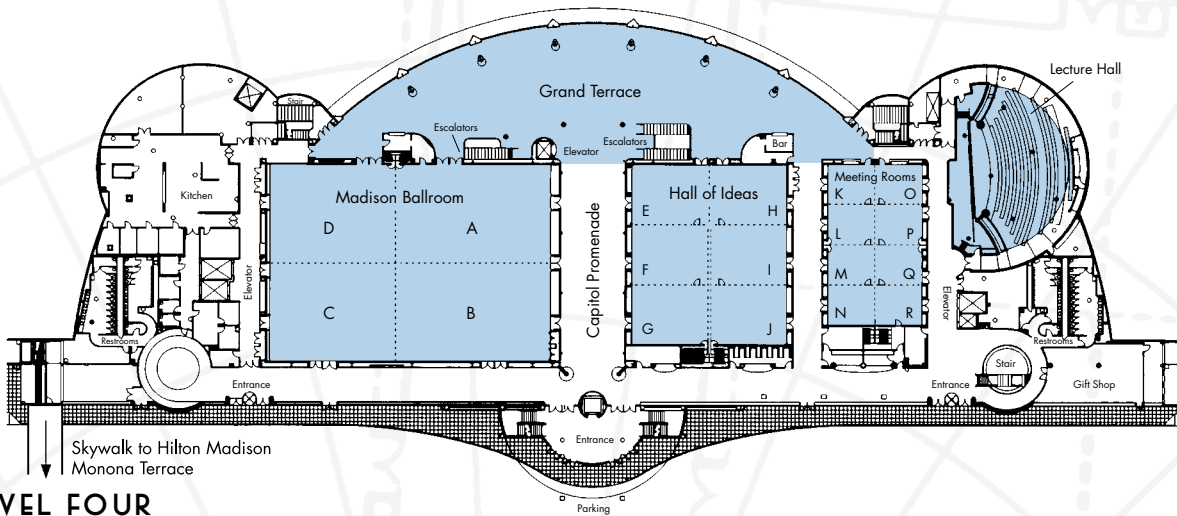 Lecture Hall
Grand Terrace
Stair
Escalators
Elevator
Escalators
Bar
Kitchen
Madison Ballroom
D
A
C
B
Elevator
Capitol Promenade
Hall of Ideas
E
H
F
I
G
J
Meeting Rooms
K
O
L
P
M
Q
N
R
Elevator
Restrooms
Restrooms
Stair
Gift Shop
Entrance
Entrance
Entrance
Skywalk to Hilton Madison
Monona Terrace
VEL FOUR
Parking